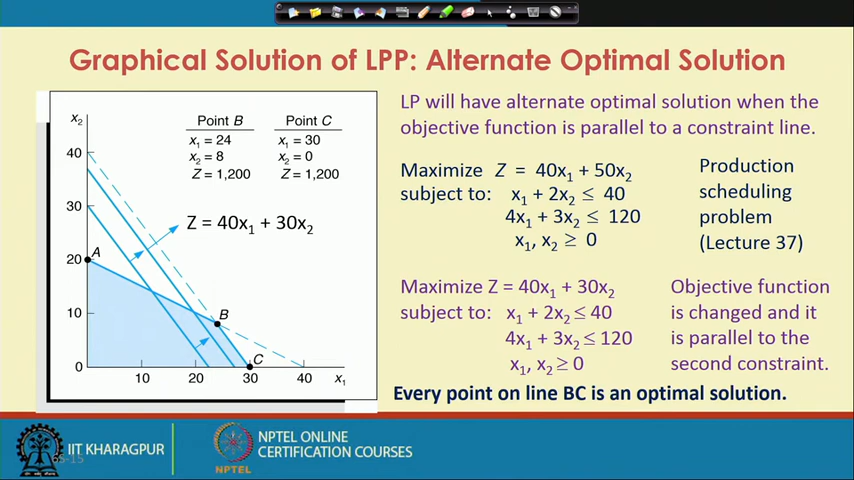 Graphical Solution of LPP: Alternate Optimal Solution
LP will have alternate optimal solution when the
objective function is parallel to a constraint line.
x₂
40
30
20
10
0
10
20
30
40
x₁
A
B
C
Point B
x₁ = 24
x₂ = 8
Z = 1,200
Point C
x₁ = 30
x₂ = 0
Z = 1,200
Z = 40x₁ + 30x₂
Maximize Z = 40x₁ + 50x₂
subject to: x₁ + 2x₂ ≤ 40
4x₁ + 3x₂ ≤ 120
x₁, x₂ ≥ 0
Production
scheduling
problem
(Lecture 37)
Maximize Z = 40x₁ + 30x₂
subject to: x₁ + 2x₂ ≤ 40
4x₁ + 3x₂ ≤ 120
x₁, x₂ ≥ 0
Objective function
is changed and it
is parallel to the
second constraint.
Every point on line BC is an optimal solution.
IIT KHARAGPUR
NPTEL
NPTEL ONLINE
CERTIFICATION COURSES